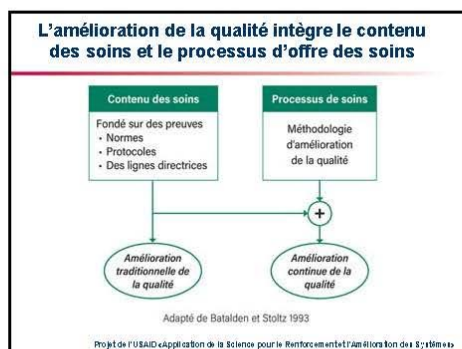 L'amélioration de la qualité intègre le contenu
des soins et le processus d'offre des soins
Contenu des soins
Fondé sur des preuves
• Normes
• Protocoles
• Des lignes directrices
Processus de soins
Méthodologie
d'amélioration
de la qualité
+
Amélioration
traditionnelle de
la qualité
Amélioration
continue de la
qualité
Adapté de Batalden et Stoltz 1993
Projet de l'USAID «Application de la Science pour le Renforcement et l'Amélioration des Systèmes»